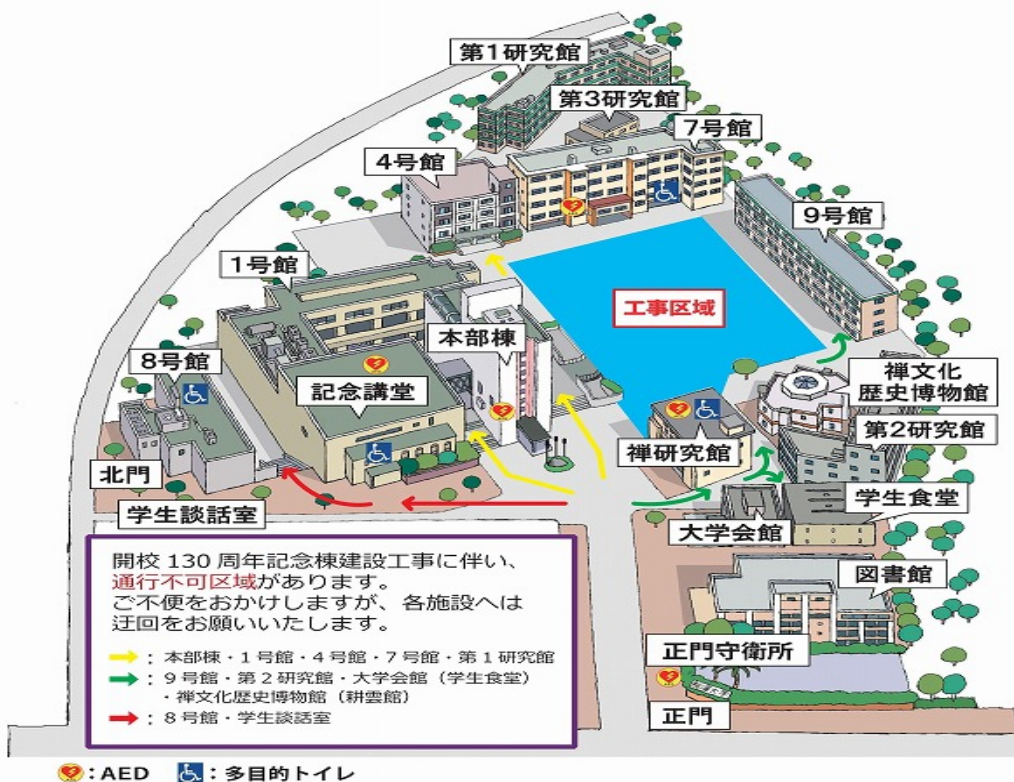 第1研究館
第3研究館
7号館
4号館
9号館
1号館
工事区域
本部棟
禅文化
歴史博物館
8号館
記念講堂
第2研究館
禅研究館
北門
学生食堂
学生談話室
大学会館
図書館
開校 130 周年記念棟建設工事に伴い、
通行不可区域があります。
ご不便をおかけしますが、各施設へは
迂回をお願いいたします。
正門守衛所
正門
：本部棟・1号館・4号館・7号館・第1研究館
：9号館・第2研究館・大学会館（学生食堂）
・禅文化歴史博物館（耕雲館）
：8号館・学生談話室
：AED ：多目的トイレ